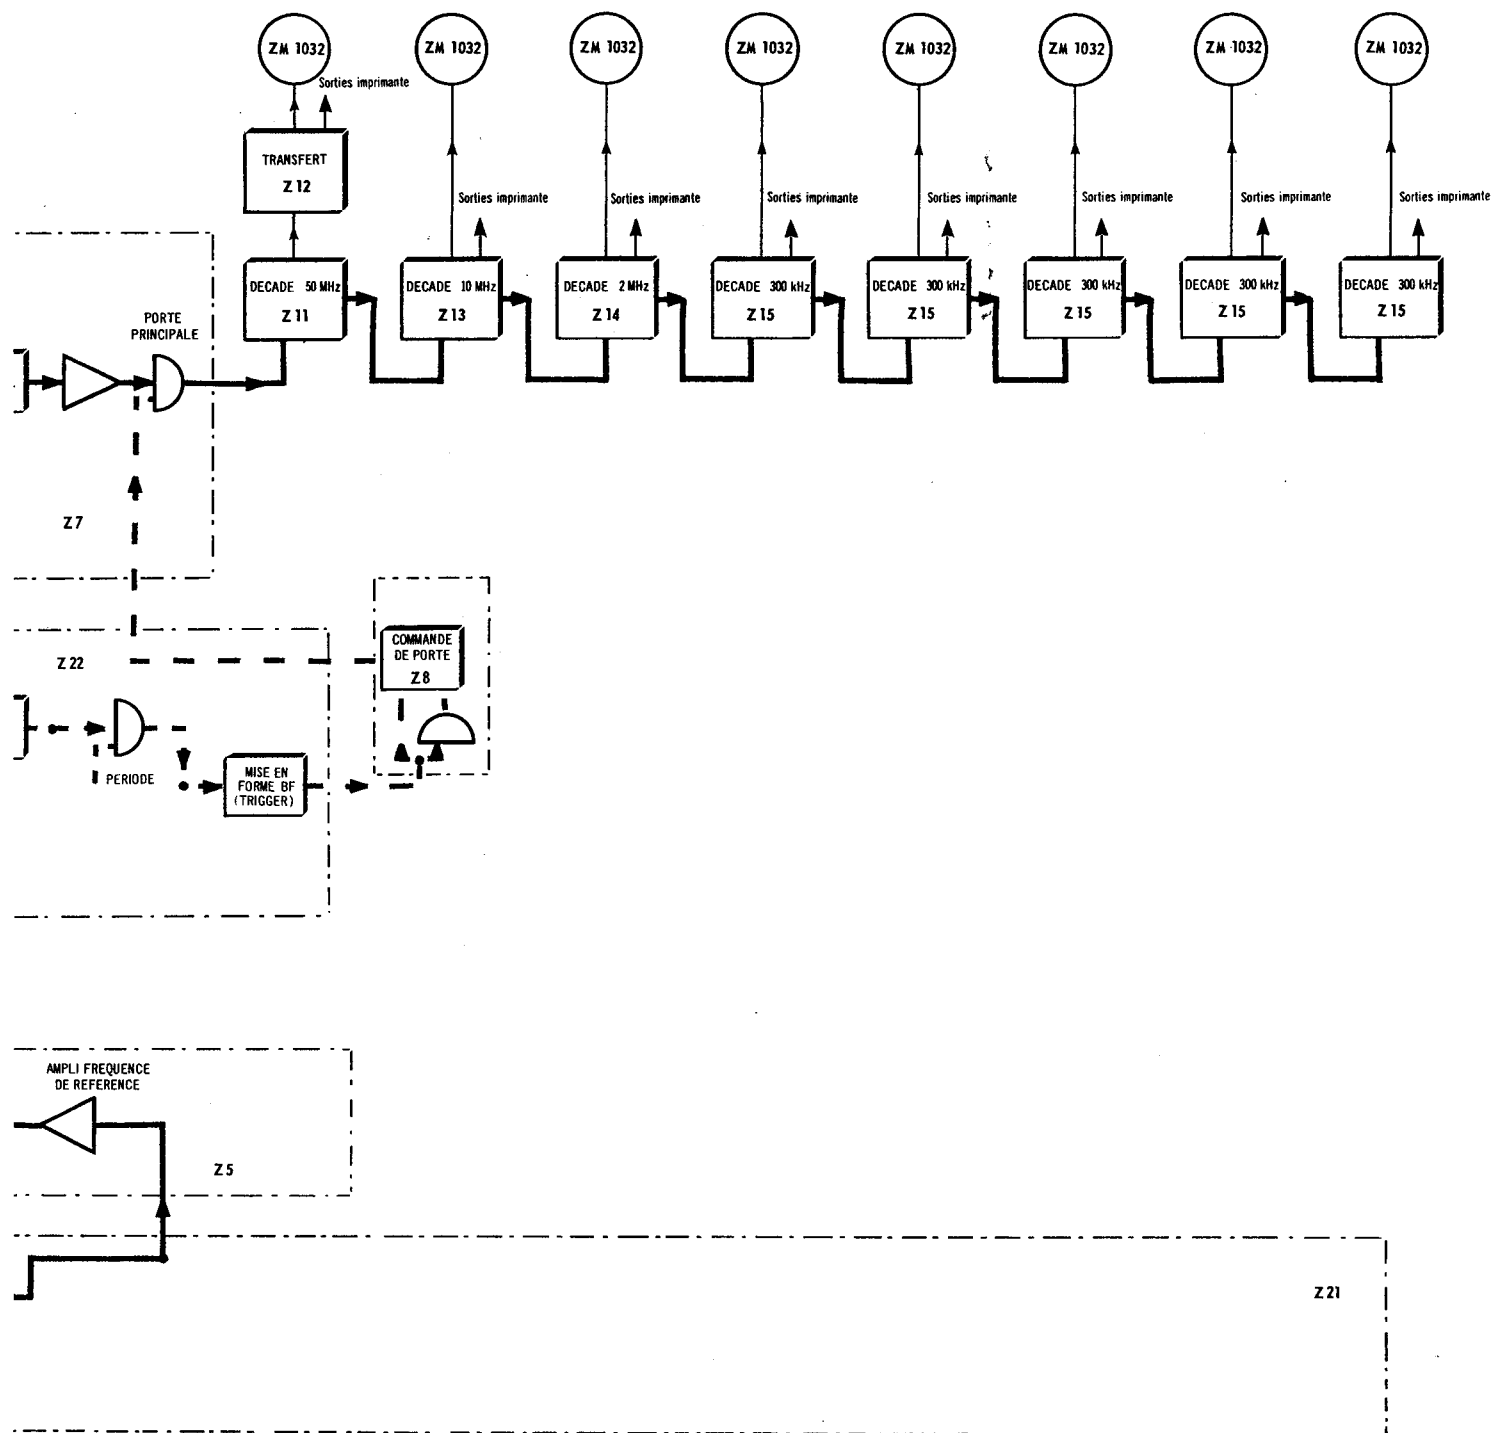 ZM 1032
ZM 1032
ZM 1032
ZM 1032
ZM 1032
ZM 1032
ZM 1032
ZM 1032
Sorties imprimante
TRANSFERT
Z 12
Sorties imprimante
Sorties imprimante
Sorties imprimante
Sorties imprimante
Sorties imprimante
Sorties imprimante
Sorties imprimante
DECADE 50 MHz
Z 11
DECADE 10 MHz
Z 13
DECADE 2 MHz
Z 14
DECADE 300 kHz
Z 15
DECADE 300 kHz
Z 15
DECADE 300 kHz
Z 15
DECADE 300 kHz
Z 15
DECADE 300 kHz
Z 15
PORTE
PRINCIPALE
Z 7
Z 22
COMMANDE
DE PORTE
Z 8
PERIODE
MISE EN
FORME BF
(TRIGGER)
AMPLI FREQUENCE
DE REFERENCE
Z 5
Z 21